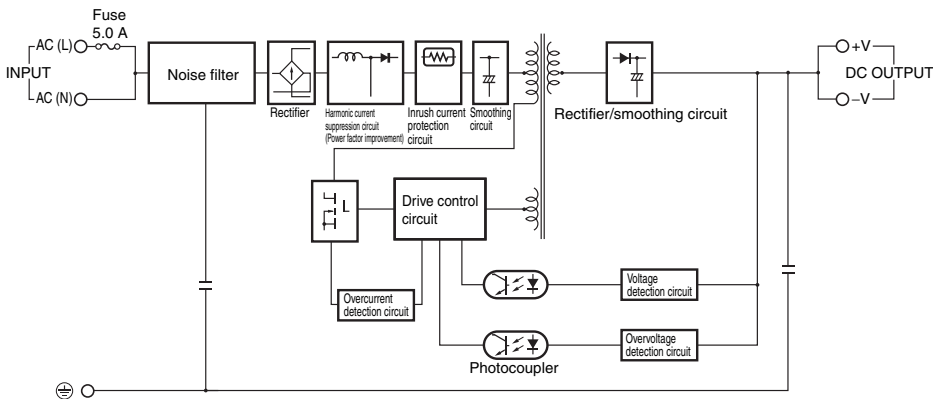 Fuse
5.0 A
AC (L)
INPUT
AC (N)
Noise filter
Rectifier
Harmonic current
suppression circuit
(Power factor improvement)
Inrush current
protection
circuit
Smoothing
circuit
Rectifier/smoothing circuit
+V
DC OUTPUT
–V
Drive control
circuit
Overcurrent
detection circuit
Voltage
detection circuit
Overvoltage
detection circuit
Photocoupler